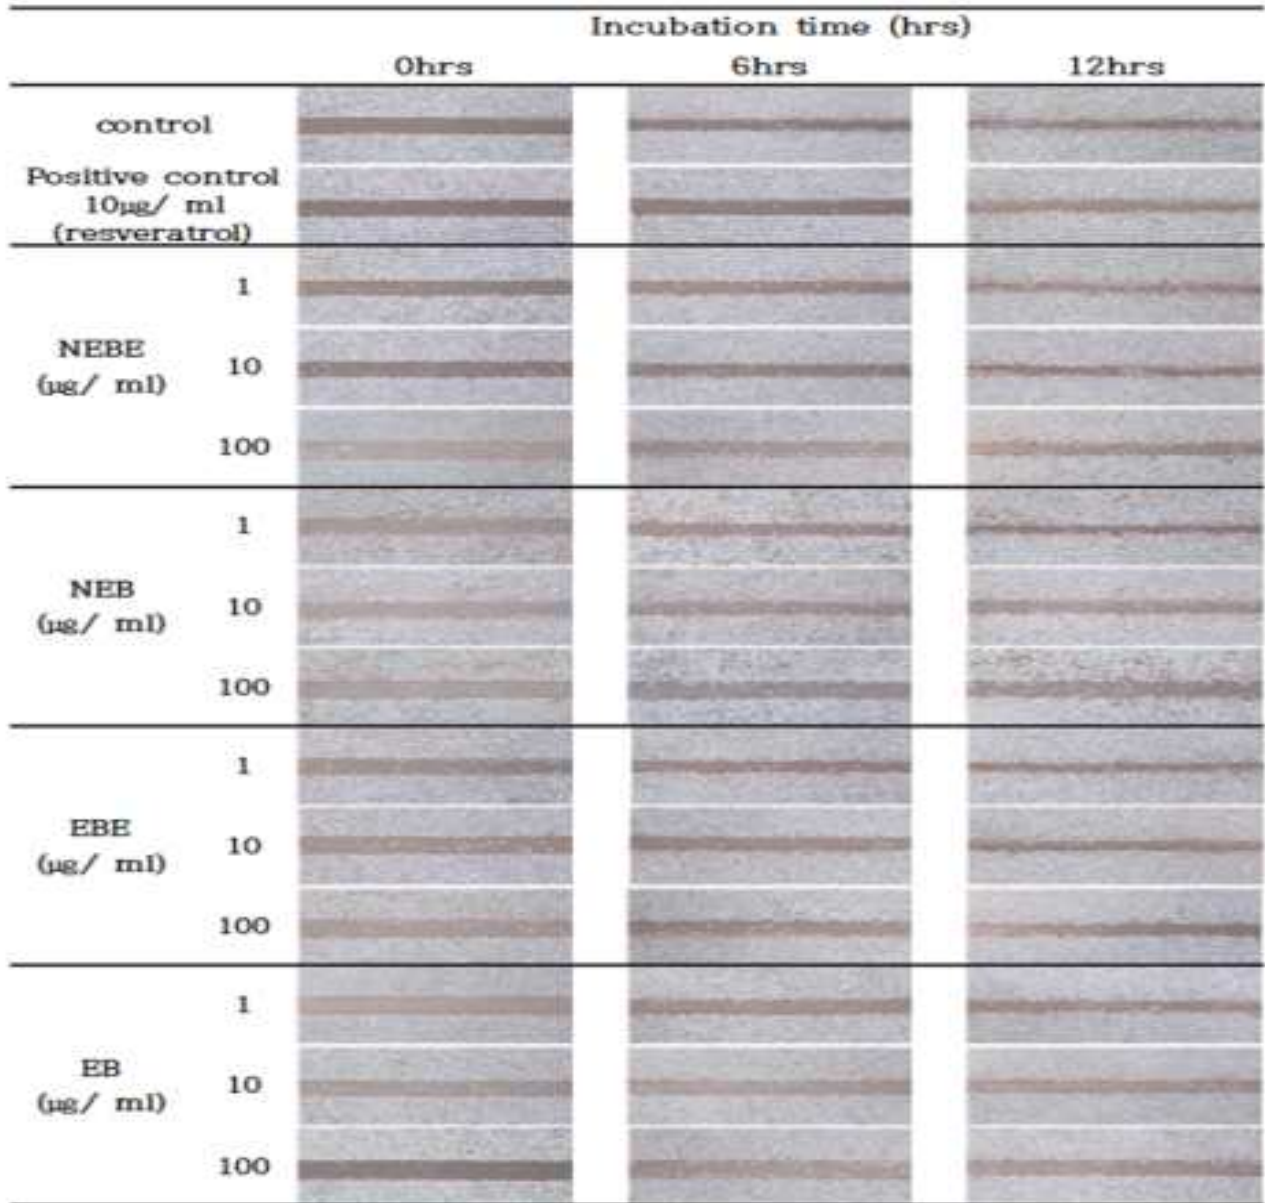 Incubation time (hrs)
0hrs 6hrs 12hrs
control
Positive control
10µg/ ml
(resveratrol)
1
NEBE
(µg/ ml)
10
100
1
NEB
(µg/ ml)
10
100
1
EBE
(µg/ ml)
10
100
1
EB
(µg/ ml)
10
100